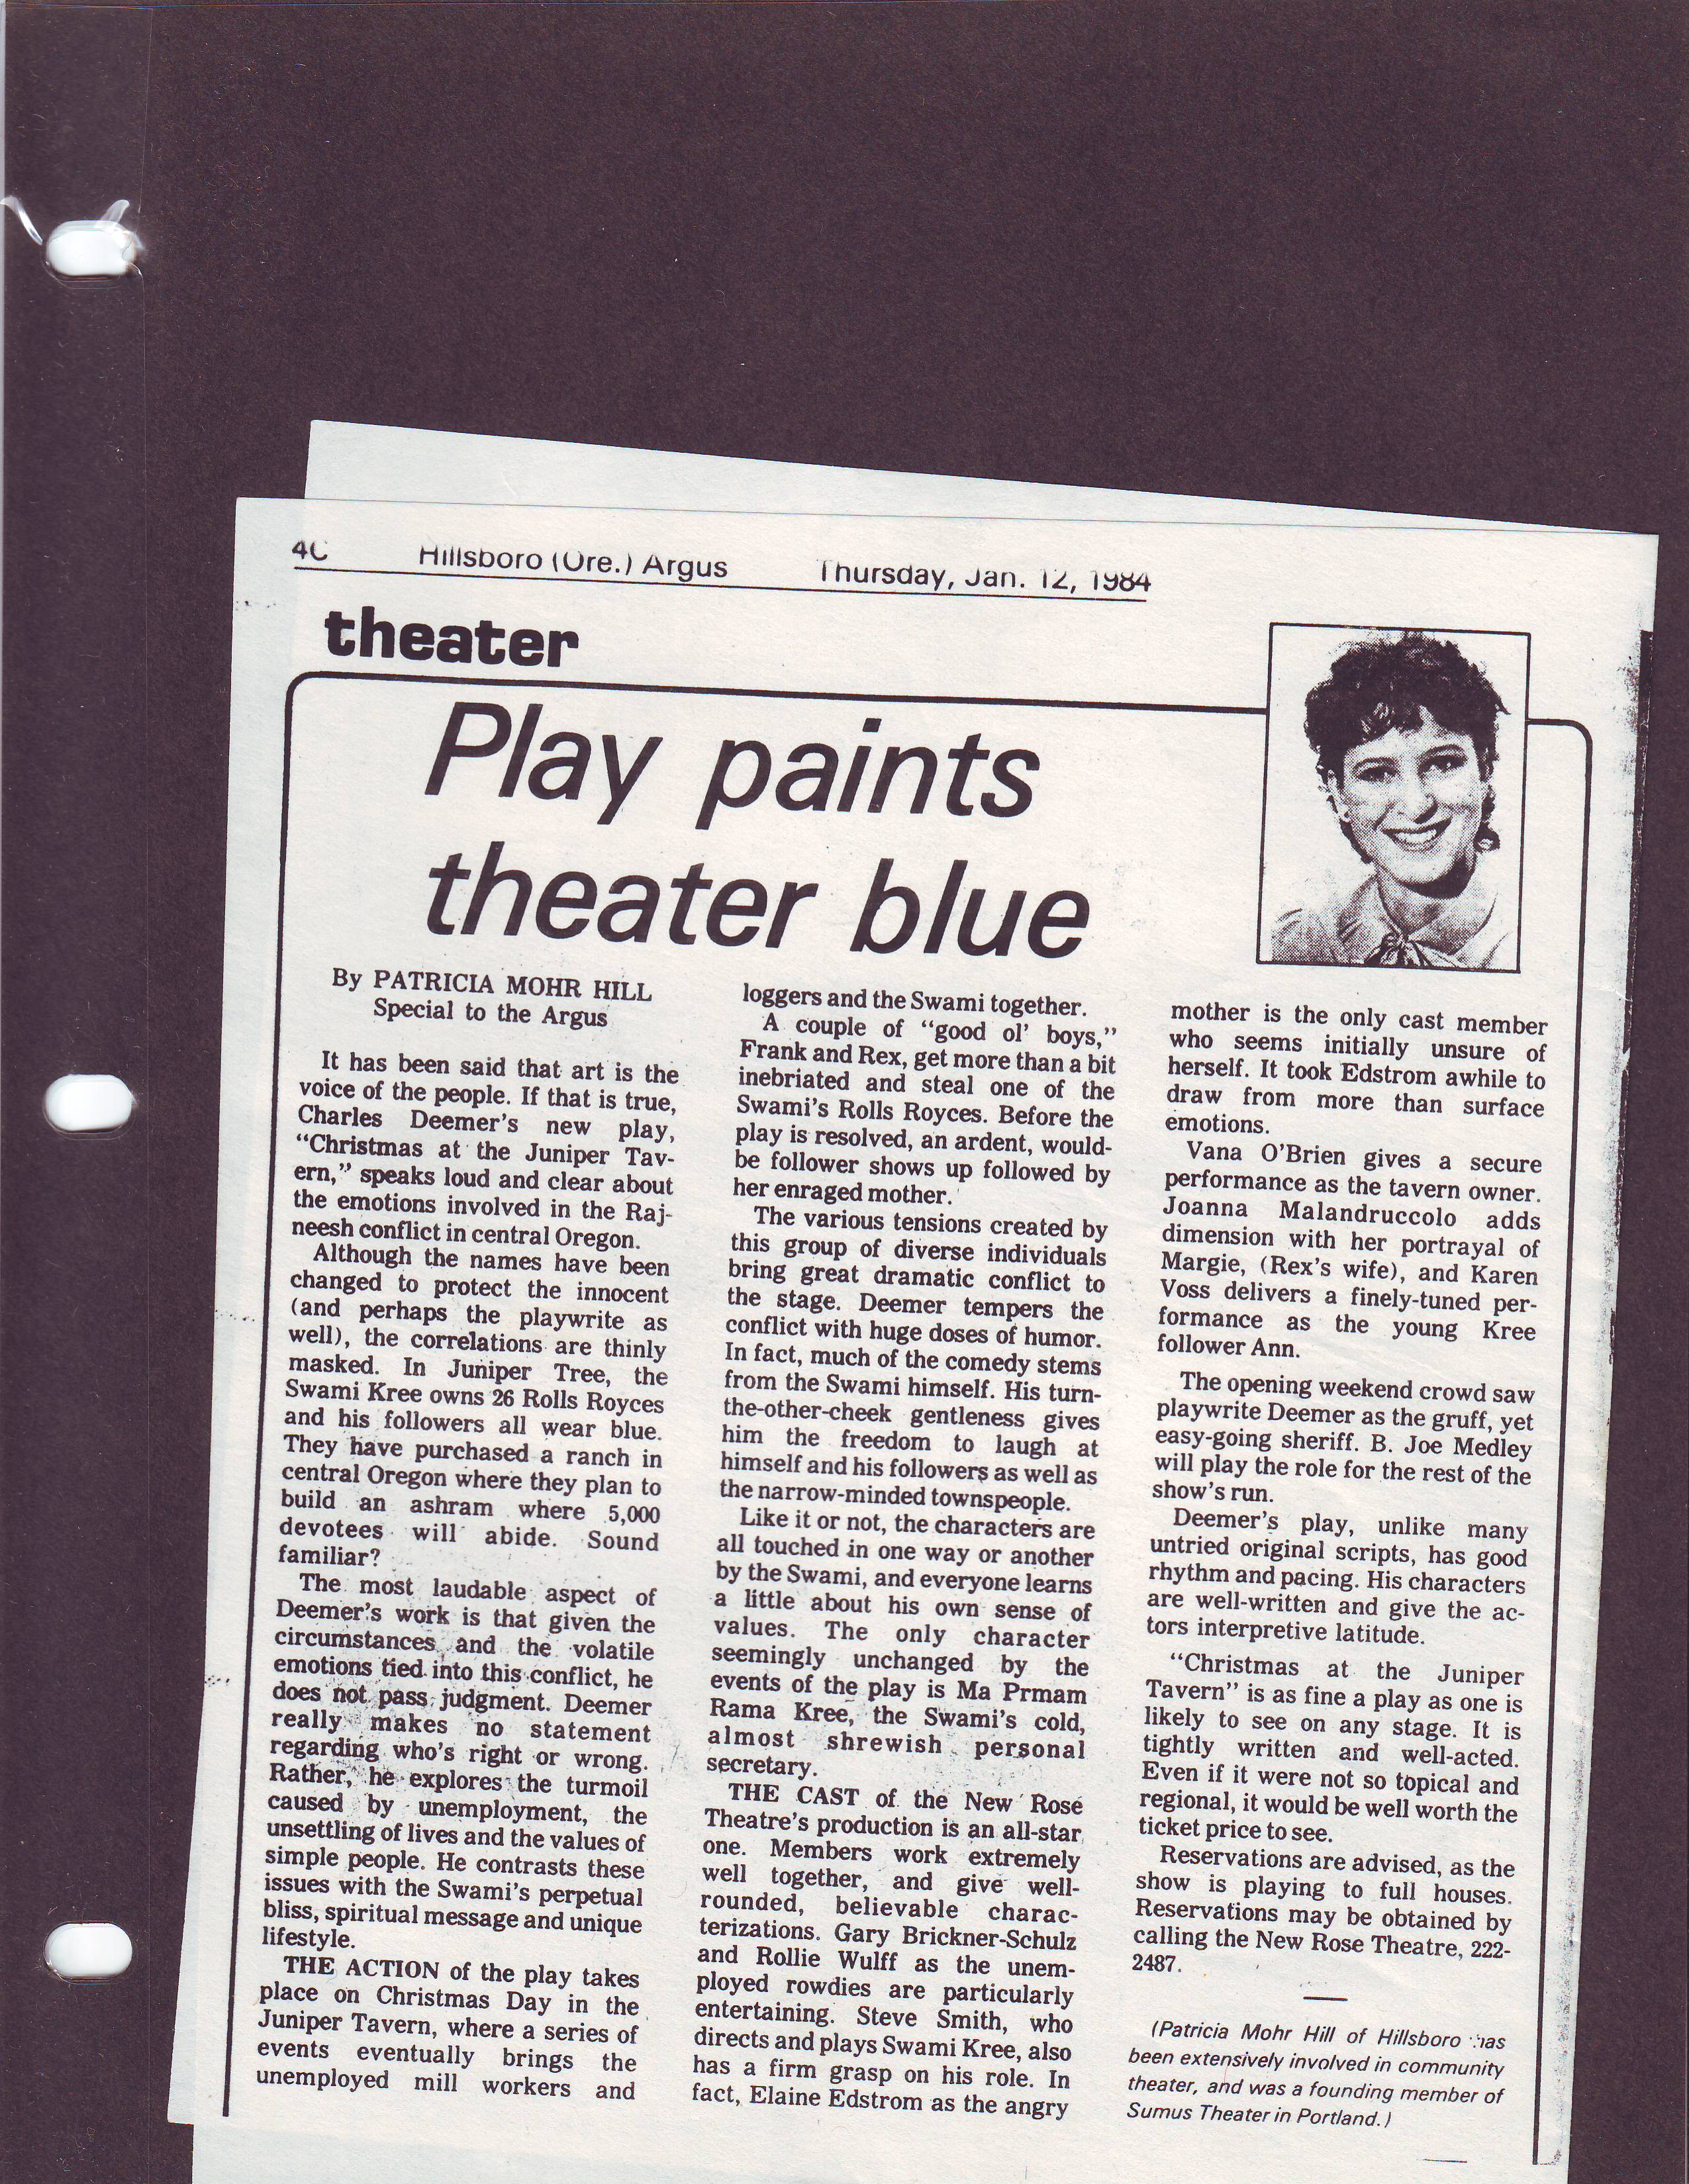 4C Hillsboro (Ore.) Argus Thursday, Jan. 12, 1984
theater
Play paints
theater blue
By PATRICIA MOHR HILL
Special to the Argus
It has been said that art is the
voice of the people. If that is true,
Charles Deemer's new play,
“Christmas at the Juniper Tav-
ern,” speaks loud and clear about
the emotions involved in the Raj-
neesh conflict in central Oregon.
Although the names have been
changed to protect the innocent
(and perhaps the playwrite as
well), the correlations are thinly
masked. In Juniper Tree, the
Swami Kree owns 26 Rolls Royces
and his followers all wear blue.
They have purchased a ranch in
central Oregon where they plan to
build an ashram where 5,000
devotees will abide. Sound
familiar?
The most laudable aspect of
Deemer's work is that given the
circumstances and the volatile
emotions tied into this conflict, he
does not pass judgment. Deemer
really makes no statement
regarding who's right or wrong.
Rather, he explores the turmoil
caused by unemployment, the
unsettling of lives and the values of
simple people. He contrasts these
issues with the Swami's perpetual
bliss, spiritual message and unique
lifestyle.
THE ACTION of the play takes
place on Christmas Day in the
Juniper Tavern, where a series of
events eventually brings the
unemployed mill workers and
loggers and the Swami together.
A couple of “good ol' boys,”
Frank and Rex, get more than a bit
inebriated and steal one of the
Swami's Rolls Royces. Before the
play is resolved, an ardent, would-
be follower shows up followed by
her enraged mother.
The various tensions created by
this group of diverse individuals
bring great dramatic conflict to
the stage. Deemer tempers the
conflict with huge doses of humor.
In fact, much of the comedy stems
from the Swami himself. His turn-
the-other-cheek gentleness gives
him the freedom to laugh at
himself and his followers as well as
the narrow-minded townspeople.
Like it or not, the characters are
all touched in one way or another
by the Swami, and everyone learns
a little about his own sense of
values. The only character
seemingly unchanged by the
events of the play is Ma Prmam
Rama Kree, the Swami's cold,
almost shrewish personal
secretary.
THE CAST of the New Rose
Theatre's production is an all-star
one. Members work extremely
well together, and give well-
rounded, believable charac-
terizations. Gary Brickner-Schulz
and Rollie Wulff as the unem-
ployed rowdies are particularly
entertaining. Steve Smith, who
directs and plays Swami Kree, also
has a firm grasp on his role. In
fact, Elaine Edstrom as the angry
mother is the only cast member
who seems initially unsure of
herself. It took Edstrom awhile to
draw from more than surface
emotions.
Vana O'Brien gives a secure
performance as the tavern owner.
Joanna Malandruccolo adds
dimension with her portrayal of
Margie, (Rex's wife), and Karen
Voss delivers a finely-tuned per-
formance as the young Kree
follower Ann.
The opening weekend crowd saw
playwrite Deemer as the gruff, yet
easy-going sheriff. B. Joe Medley
will play the role for the rest of the
show's run.
Deemer's play, unlike many
untried original scripts, has good
rhythm and pacing. His characters
are well-written and give the ac-
tors interpretive latitude.
“Christmas at the Juniper
Tavern” is as fine a play as one is
likely to see on any stage. It is
tightly written and well-acted.
Even if it were not so topical and
regional, it would be well worth the
ticket price to see.
Reservations are advised, as the
show is playing to full houses.
Reservations may be obtained by
calling the New Rose Theatre, 222-
2487.
(Patricia Mohr Hill of Hillsboro has
been extensively involved in community
theater, and was a founding member of
Sumus Theater in Portland.)